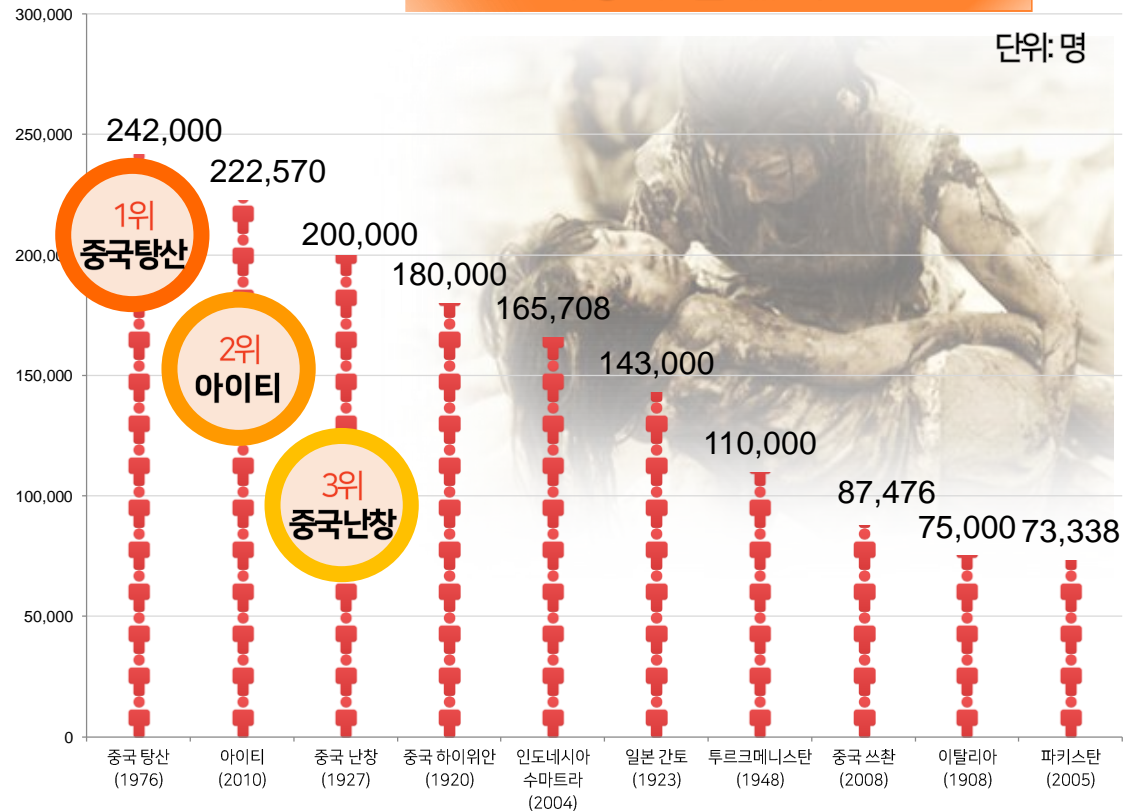 300,000
단위: 명
250,000
242,000
222,570
200,000
200,000
180,000
165,708
150,000
143,000
110,000
100,000
87,476
75,000
73,338
50,000
0
1위
중국탕산
2위
아이티
3위
중국난창
중국 탕산
(1976)
아이티
(2010)
중국 난창
(1927)
중국 하이위안
(1920)
인도네시아
수마트라
(2004)
일본 간토
(1923)
투르크메니스탄
(1948)
중국 쓰촨
(2008)
이탈리아
(1908)
파키스탄
(2005)